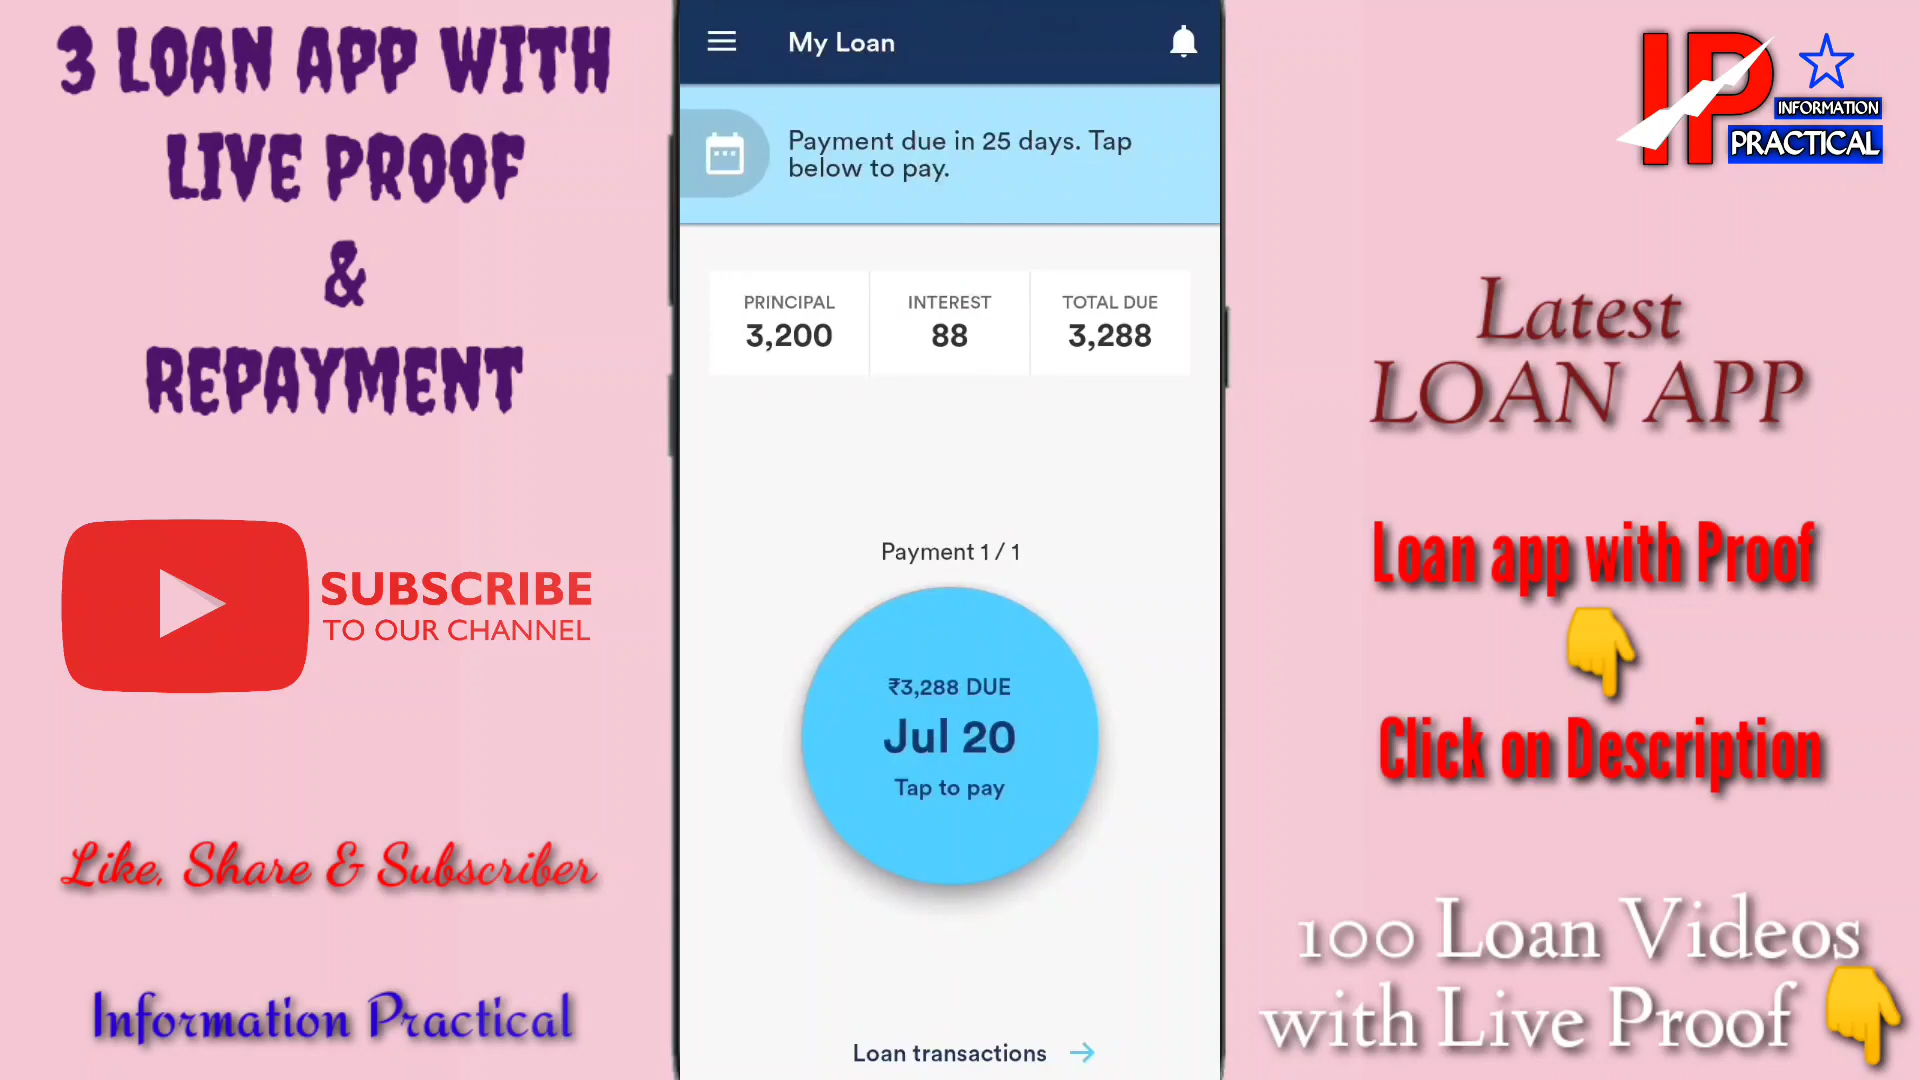 3 LOAN APP WITH
LIVE PROOF
&
REPAYMENT
SUBSCRIBE
TO OUR CHANNEL
Like, Share & Subscriber
Information Practical
My Loan
Payment due in 25 days. Tap
below to pay.
PRINCIPAL
3,200
INTEREST
88
TOTAL DUE
3,288
Payment 1 / 1
₹3,288 DUE
Jul 20
Tap to pay
Loan transactions
IP
INFORMATION
PRACTICAL
Latest
LOAN APP
Loan app with Proof
Click on Description
100 Loan Videos
with Live Proof